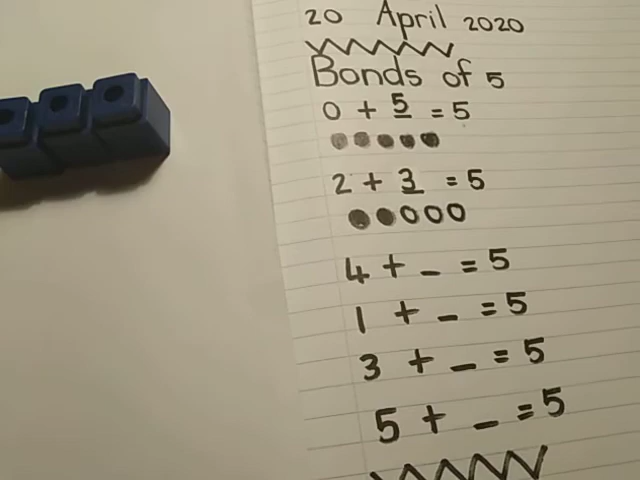 20 April 2020
Bonds of 5
0 + 5 = 5
2 + 3 = 5
4 + _ = 5
1 + _ = 5
3 + _ = 5
5 + _ = 5